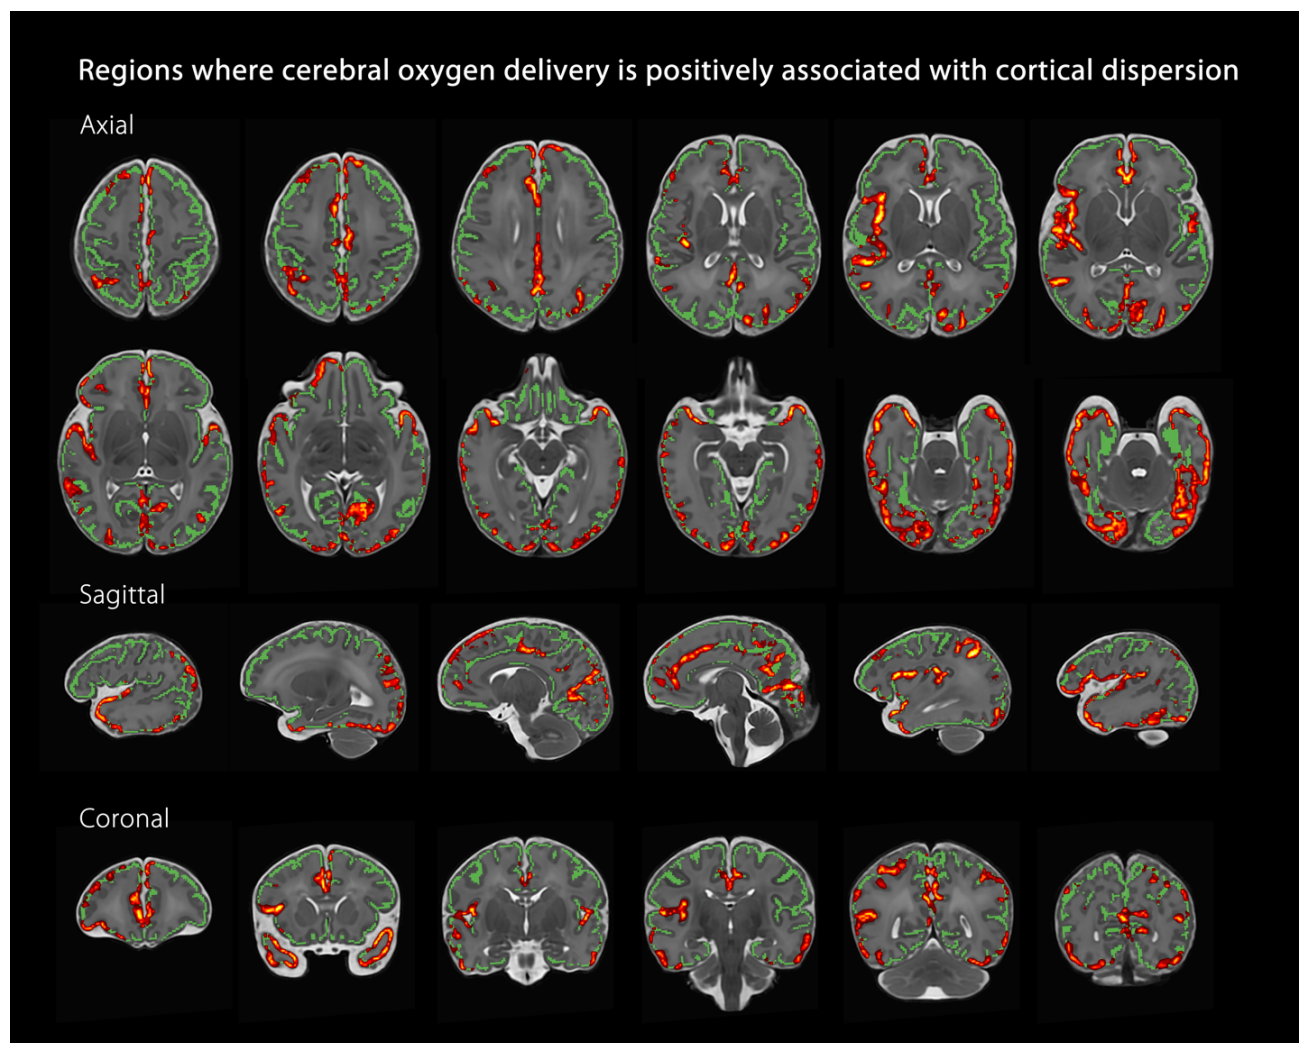 Regions where cerebral oxygen delivery is positively associated with cortical dispersion
Axial
Sagittal
Coronal